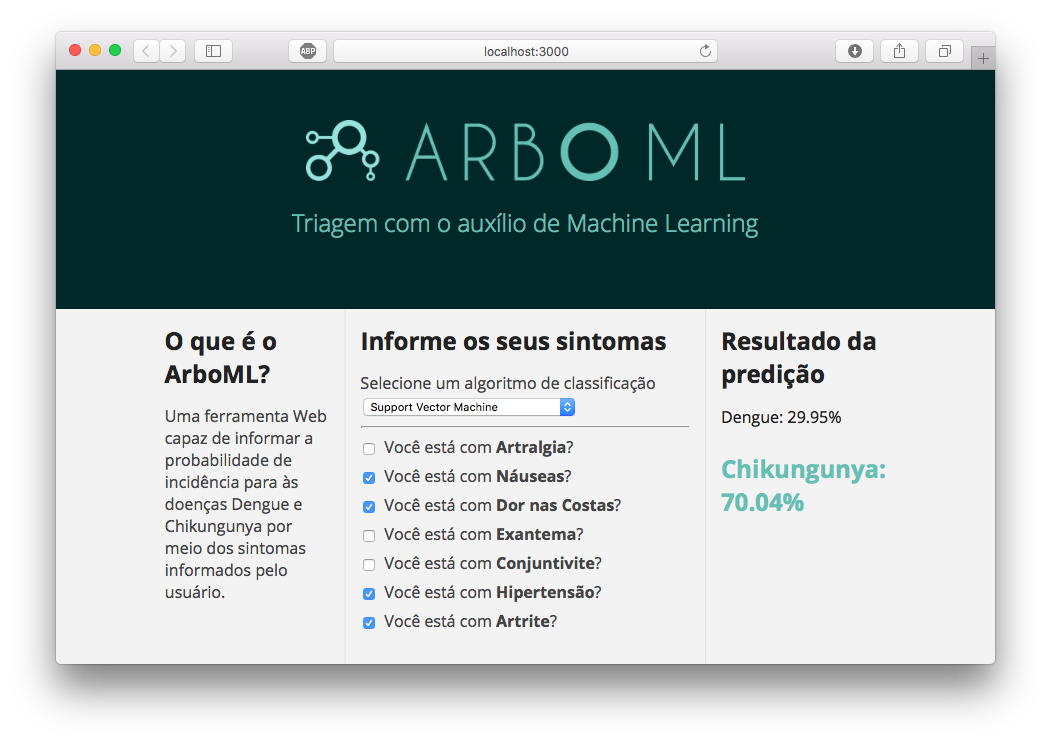 ABP
localhost:3000
ARBO ML
Triagem com o auxílio de Machine Learning
O que é o
ArboML?
Uma ferramenta Web
capaz de informar a
probabilidade de
incidência para às
doenças Dengue e
Chikungunya por
meio dos sintomas
informados pelo
usuário.
Informe os seus sintomas
Selecione um algoritmo de classificação
Support Vector Machine
Você está com Artralgia?
Você está com Náuseas?
Você está com Dor nas Costas?
Você está com Exantema?
Você está com Conjuntivite?
Você está com Hipertensão?
Você está com Artrite?
Resultado da
predição
Dengue: 29.95%
Chikungunya:
70.04%